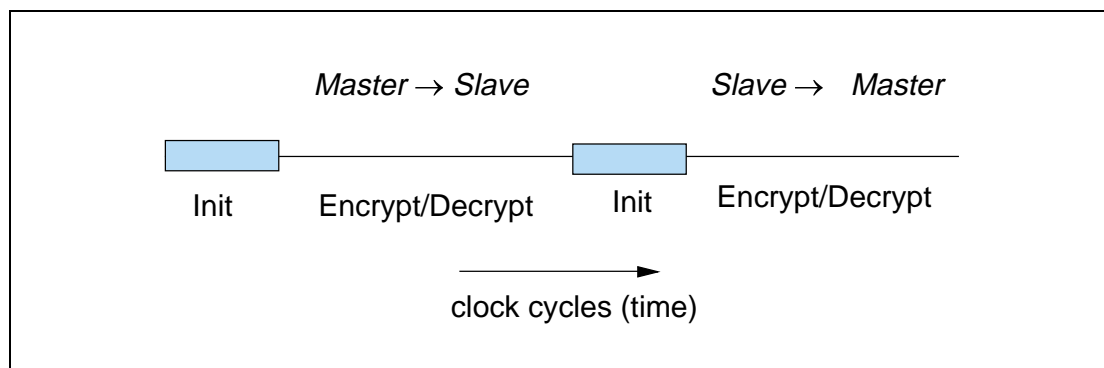 Master → Slave
Slave → Master
Init
Encrypt/Decrypt
Init
Encrypt/Decrypt
clock cycles (time)